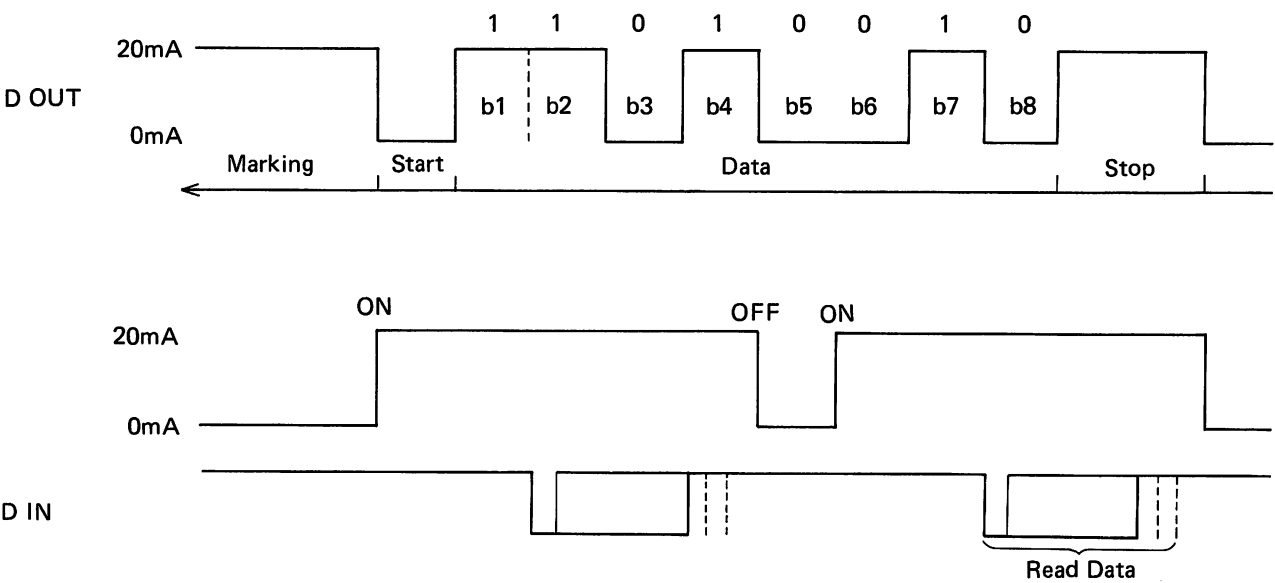 1 1 0 1 0 0 1 0
20mA
D OUT
b1 b2 b3 b4 b5 b6 b7 b8
0mA
Marking Start Data Stop
ON OFF ON
20mA
0mA
D IN
Read Data